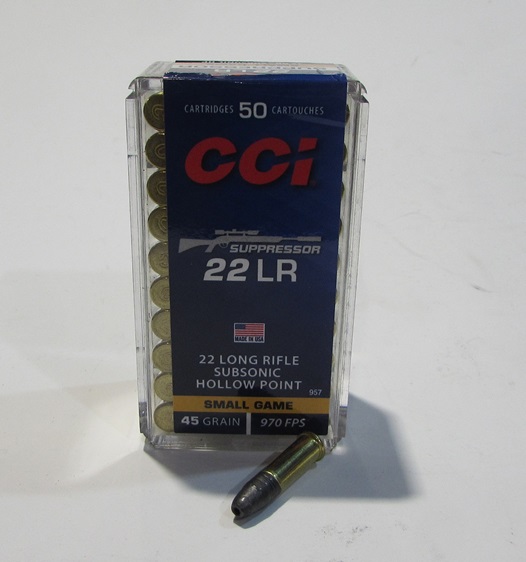 CARTRIDGES 50 CARTOUCHES
CCI
SUPPRESSOR
22 LR
MADE IN USA
22 LONG RIFLE
SUBSONIC
HOLLOW POINT
957
SMALL GAME
45 GRAIN 970 FPS